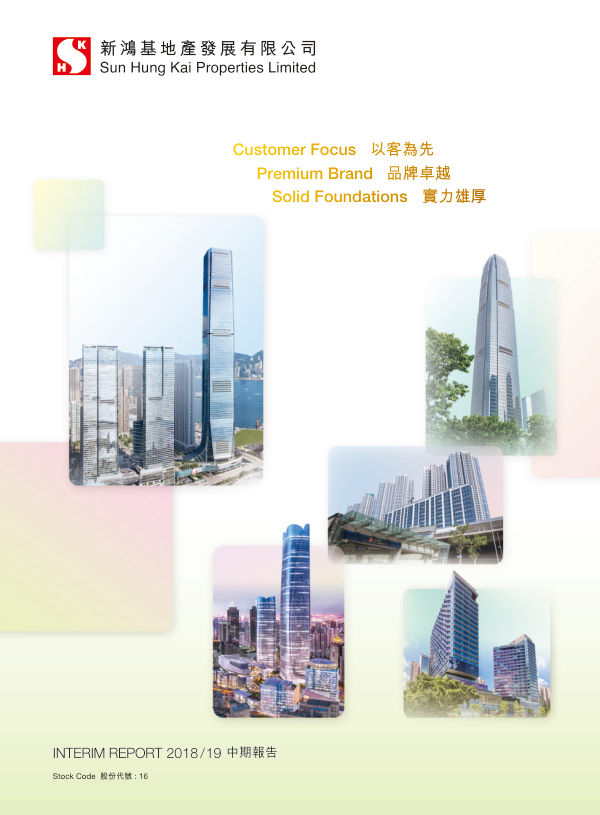 新鴻基地產發展有限公司
Sun Hung Kai Properties Limited
S K H
Customer Focus 以客為先
Premium Brand 品牌卓越
Solid Foundations 實力雄厚
INTERIM REPORT 2018/19 中期報告
Stock Code 股份代號 : 16